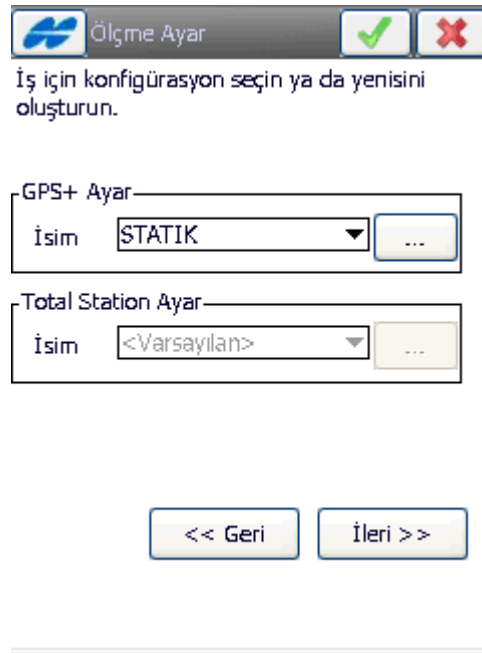 Ölçme Ayar
İş için konfigürasyon seçin ya da yenisini
oluşturun.
GPS+ Ayar
İsim STATIK ...
Total Station Ayar
İsim <Varsayılan> ...
<< Geri İleri >>